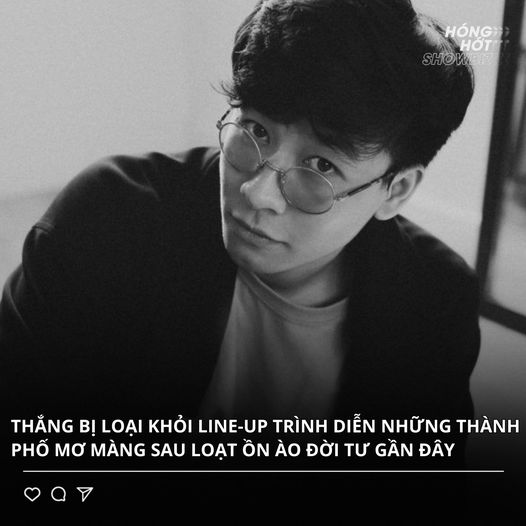 HÓNG
HỚT
SHOWBIZ
THẮNG BỊ LOẠI KHỎI LINE-UP TRÌNH DIỄN NHỮNG THÀNH
PHỐ MƠ MÀNG SAU LOẠT ỒN ÀO ĐỜI TƯ GẦN ĐÂY